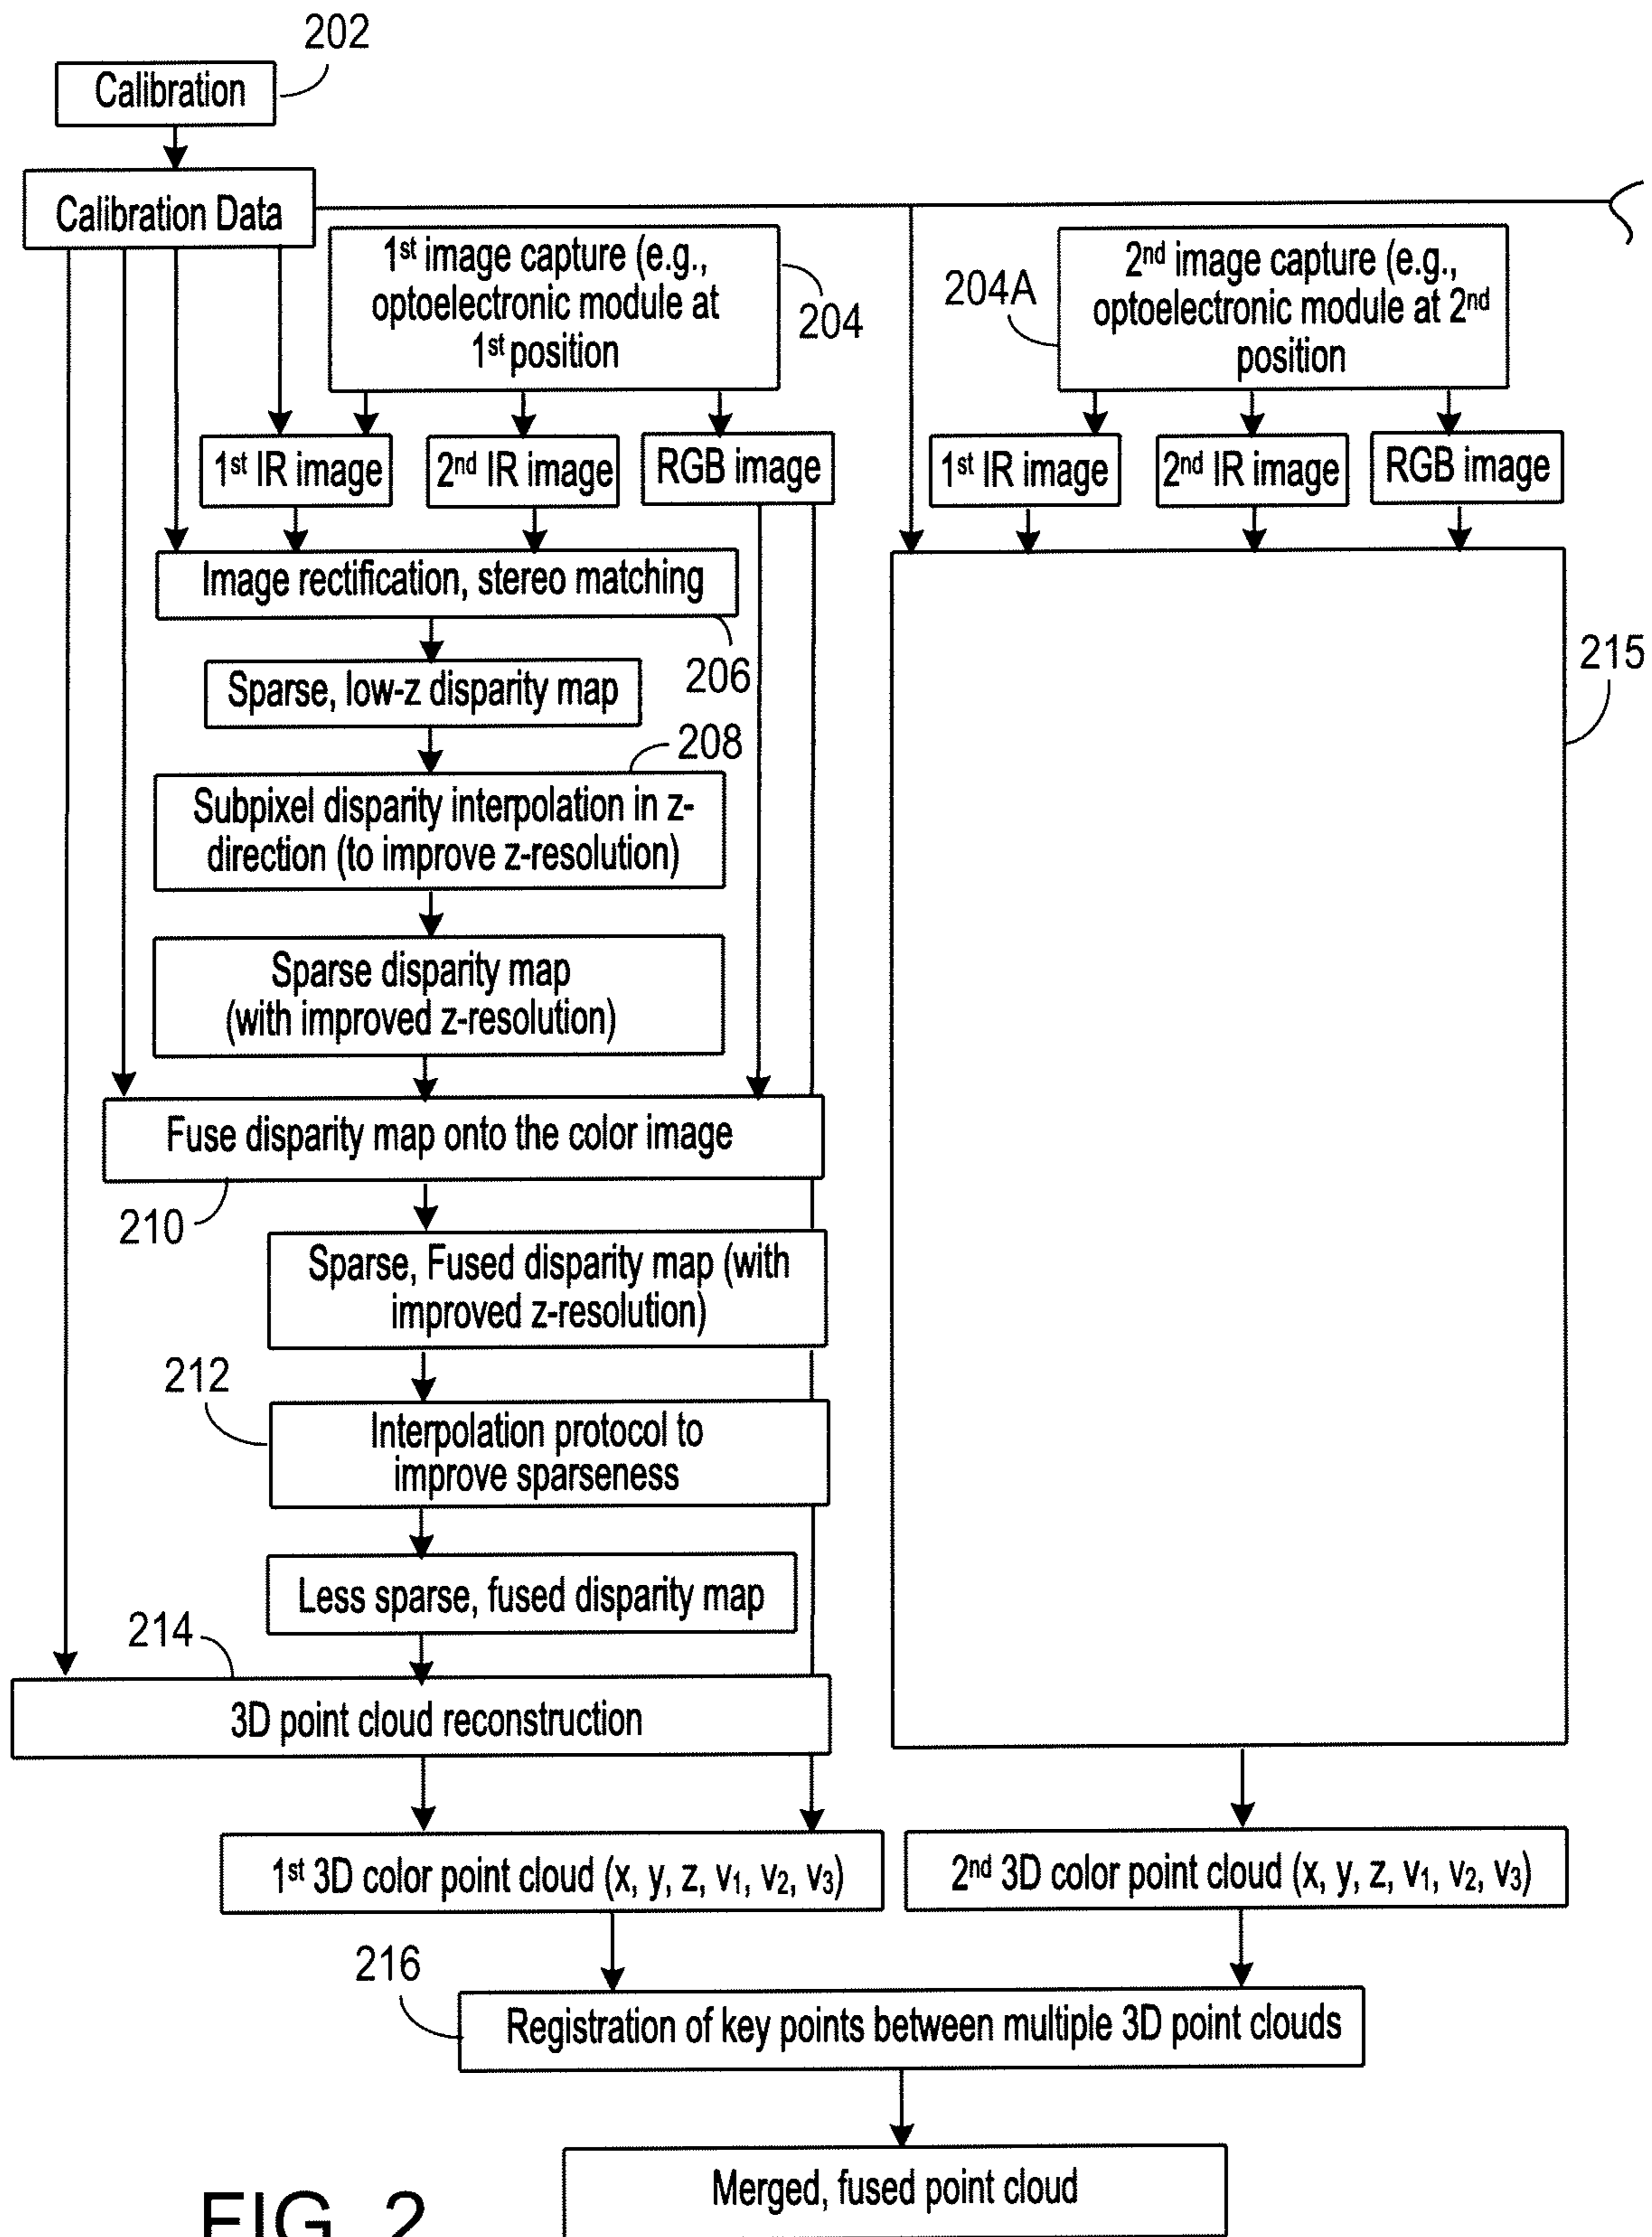 202
Calibration
Calibration Data
1st image capture (e.g.,
optoelectronic module at
1st position
204
204A
2nd image capture (e.g.,
optoelectronic module at 2nd
position
1st IR image
2nd IR image
RGB image
1st IR image
2nd IR image
RGB image
Image rectification, stereo matching
206
215
Sparse, low-z disparity map
208
Subpixel disparity interpolation in z-
direction (to improve z-resolution)
Sparse disparity map
(with improved z-resolution)
Fuse disparity map onto the color image
210
Sparse, Fused disparity map (with
improved z-resolution)
212
Interpolation protocol to
improve sparseness
Less sparse, fused disparity map
214
3D point cloud reconstruction
1st 3D color point cloud (x, y, z, v1, v2, v3)
2nd 3D color point cloud (x, y, z, v1, v2, v3)
216
Registration of key points between multiple 3D point clouds
Merged, fused point cloud
FIG. 2